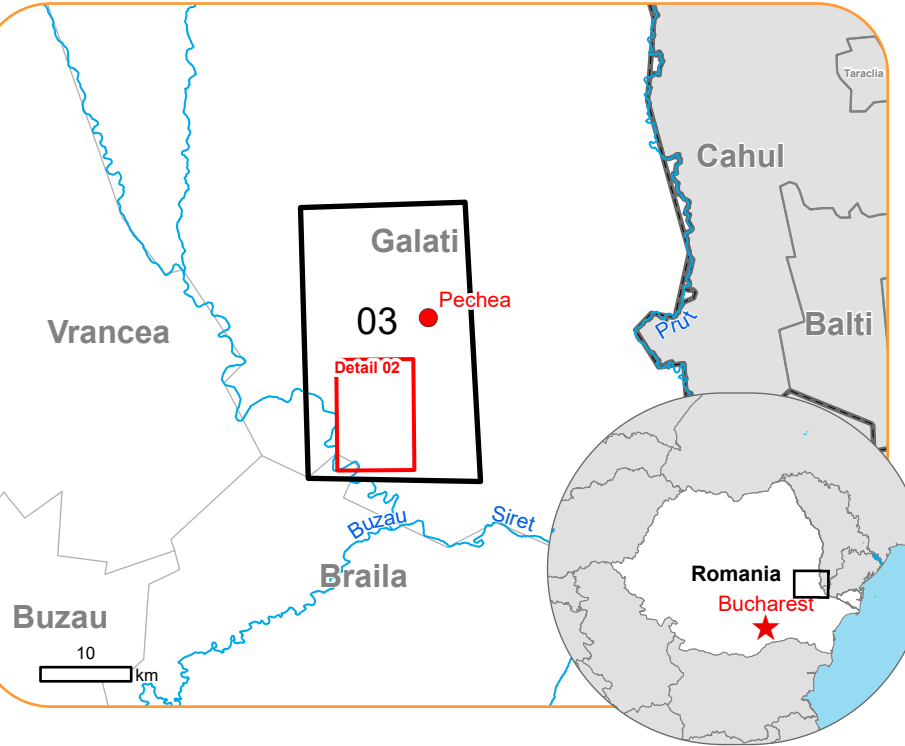 Taraclia
Cahul
Galati
Pechea
03
Prut
Balti
Vrancea
Detail 02
Buzau
Siret
Braila
Romania
Bucharest
Buzau
10
km